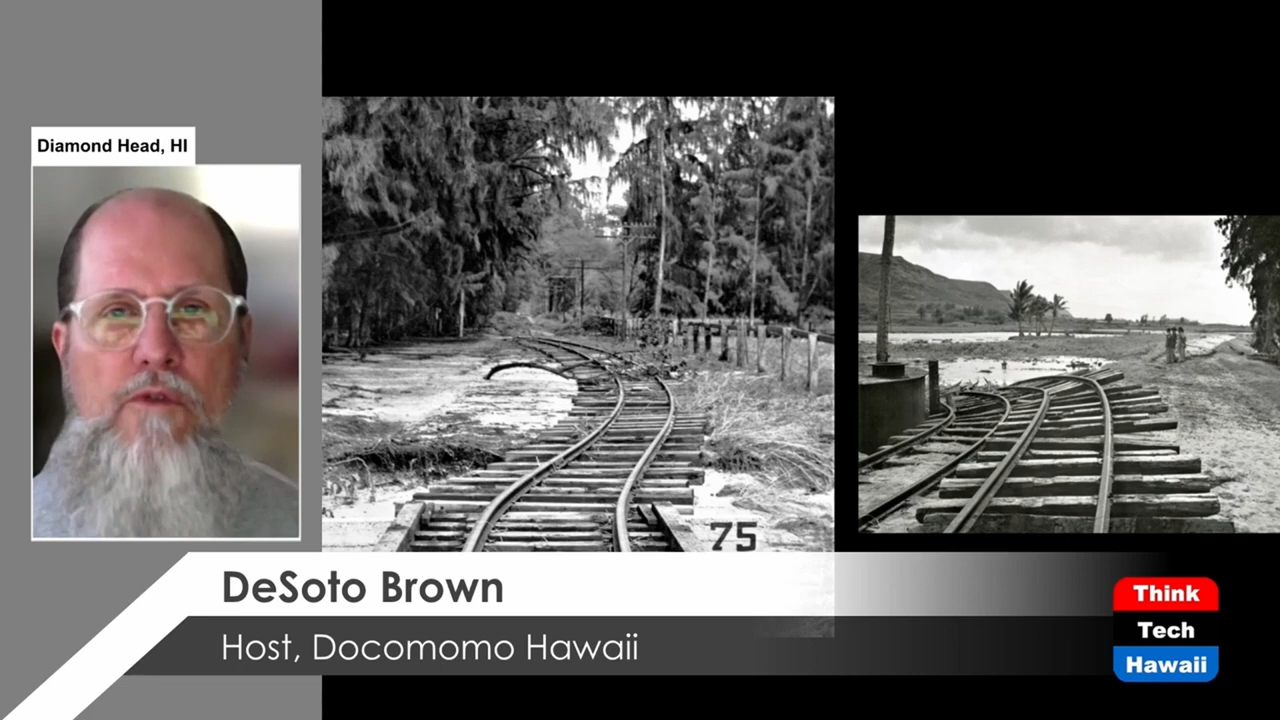 Diamond Head, HI
75
DeSoto Brown
Host, Docomomo Hawaii
Think
Tech
Hawaii